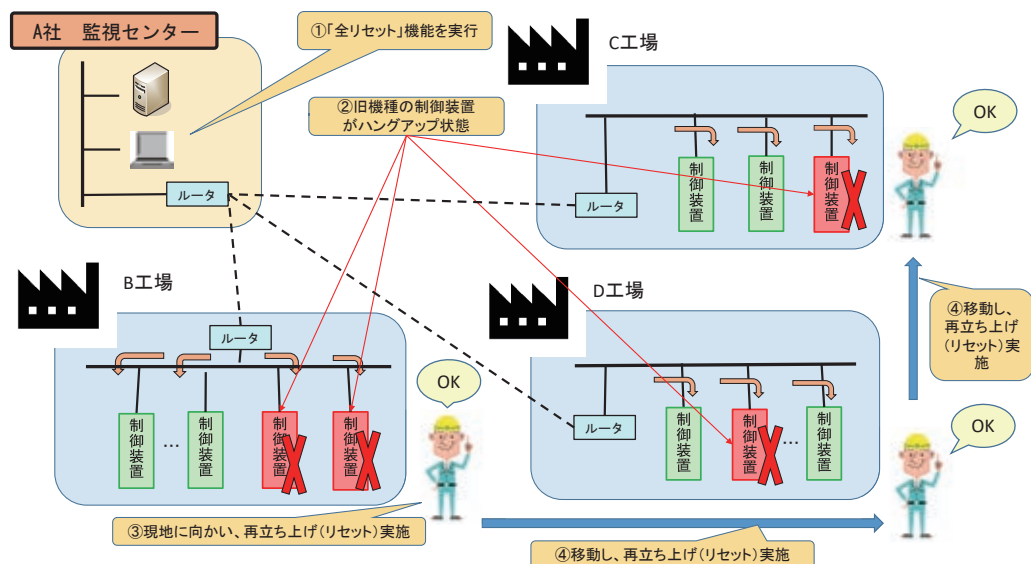 A社　監視センター
①「全リセット」機能を実行
C工場
②旧機種の制御装置
がハングアップ状態
OK
ルータ
制御装置
制御装置
制御装置
ルータ
B工場
D工場
④移動し、
再立ち上げ
(リセット)実
施
ルータ
OK
OK
制御装置
…
制御装置
制御装置
制御装置
ルータ
制御装置
制御装置
…
制御装置
③現地に向かい、再立ち上げ(リセット)実施
④移動し、再立ち上げ(リセット)実施